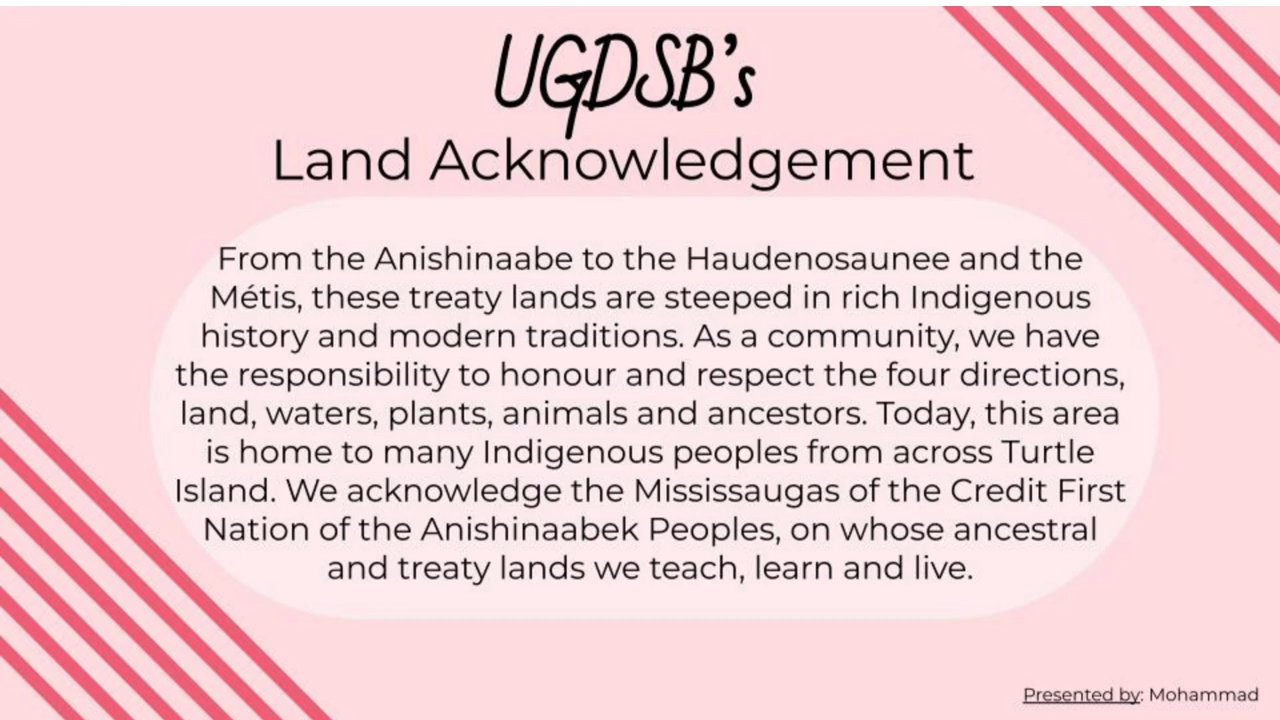 UGDSB's
Land Acknowledgement
From the Anishinaabe to the Haudenosaunee and the
Métis, these treaty lands are steeped in rich Indigenous
history and modern traditions. As a community, we have
the responsibility to honour and respect the four directions,
land, waters, plants, animals and ancestors. Today, this area
is home to many Indigenous peoples from across Turtle
Island. We acknowledge the Mississaugas of the Credit First
Nation of the Anishinaabek Peoples, on whose ancestral
and treaty lands we teach, learn and live.
Presented by: Mohammad